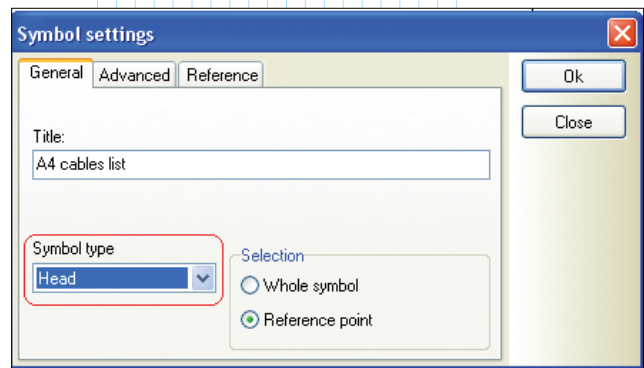 Symbol settings
General Advanced Reference
Ok
Close
Title:
A4 cables list
Symbol type
Head
Selection
Whole symbol
Reference point